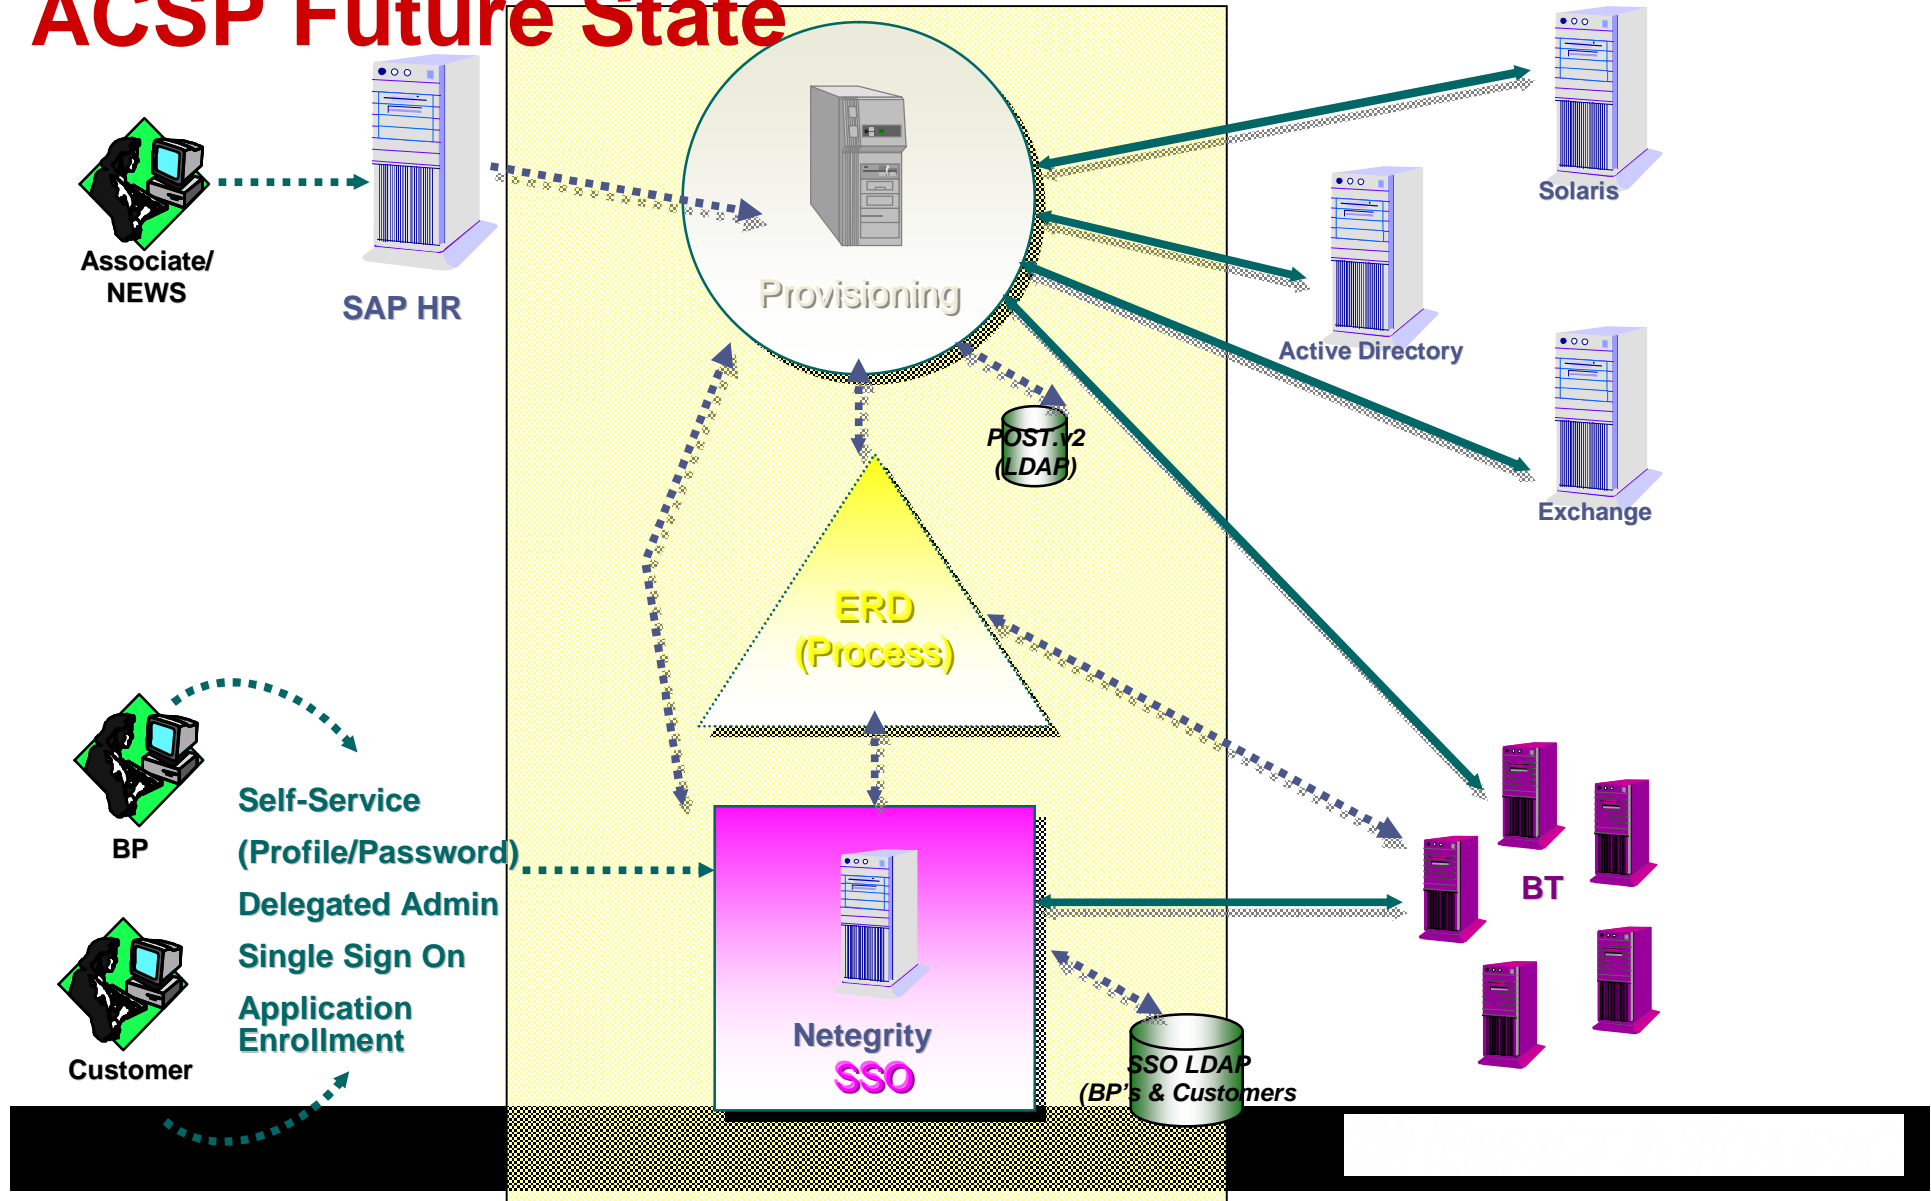 ACSP Future State
Associate/
NEWS
SAP HR
Provisioning
Solaris
Active Directory
Exchange
POST.v2
(LDAP)
ERD
(Process)
BP
Self-Service
(Profile/Password)
Delegated Admin
Single Sign On
Application
Enrollment
Customer
Netegrity
SSO
SSO LDAP
(BP's & Customers
BT